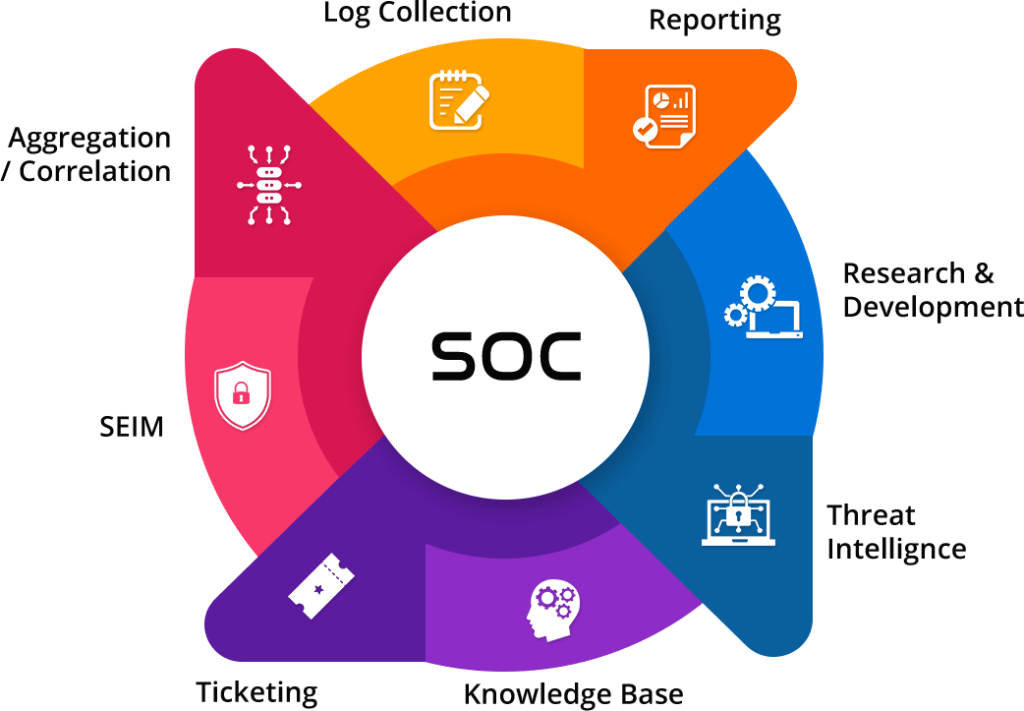 Log Collection
Reporting
Aggregation
/ Correlation
Research &
Development
SOC
SEIM
Threat
Intellignce
Ticketing
Knowledge Base